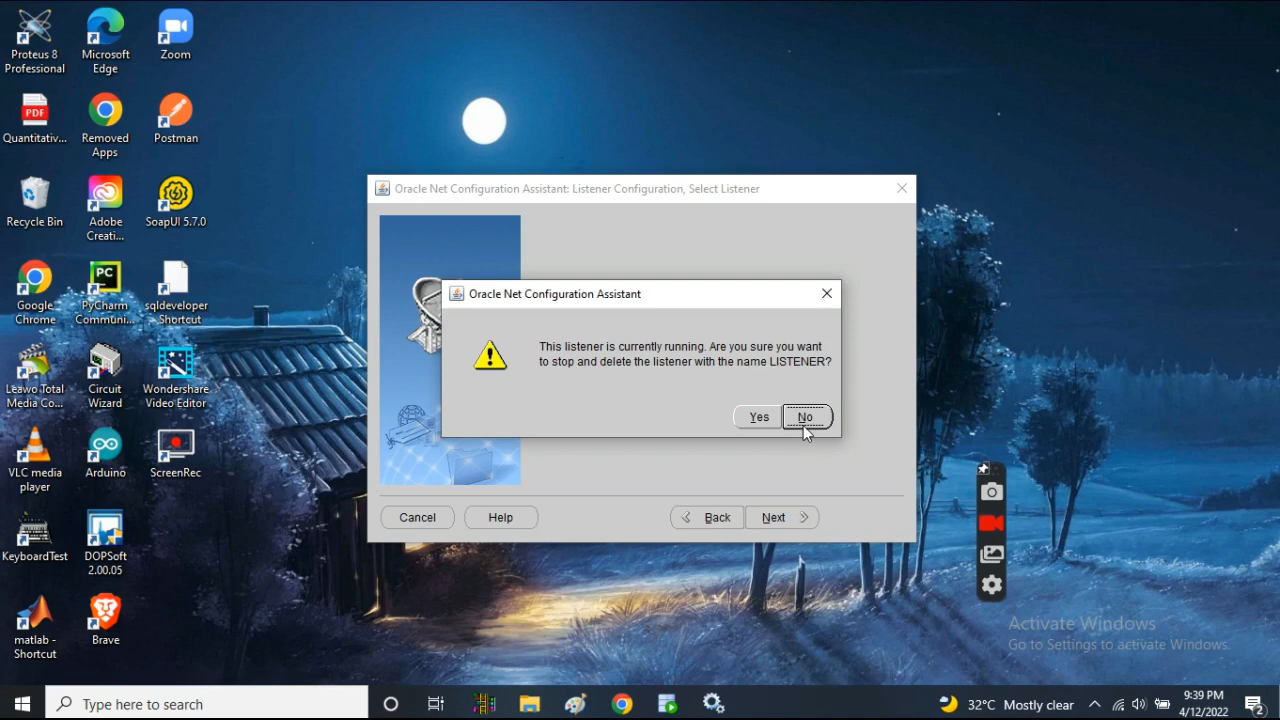 Proteus 8
Professional
Microsoft
Edge
Zoom
Quantitativ...
Removed
Apps
Postman
Recycle Bin
Adobe
Creati...
SoapUI 5.7.0
Google
Chrome
PyCharm
Communi...
sqldeveloper
Shortcut
Leawo Total
Media Co...
Circuit
Wizard
Wondershare
Video Editor
VLC media
player
Arduino
ScreenRec
KeyboardTest
DOPSoft
2.00.05
matlab -
Shortcut
Brave
PDF
PC
Oracle Net Configuration Assistant: Listener Configuration, Select Listener
Oracle Net Configuration Assistant
This listener is currently running. Are you sure you want
to stop and delete the listener with the name LISTENER?
Yes No
Cancel Help Back Next
Activate Windows
Go to Settings to activate Windows.
Type here to search
32°C Mostly clear
9:39 PM
4/12/2022
2